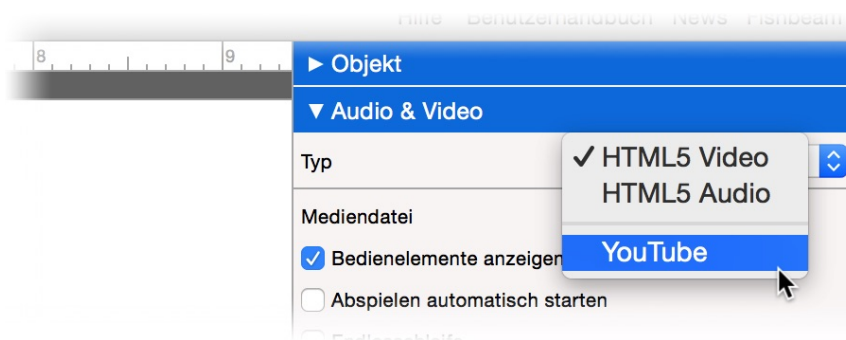 Hilfe Benutzerhandbuch News Fishbeam
8 9
► Objekt
▼ Audio & Video
Typ
✓ HTML5 Video
HTML5 Audio
Mediendatei
YouTube
Bedienelemente anzeigen
Abspielen automatisch starten
Endlosschleife